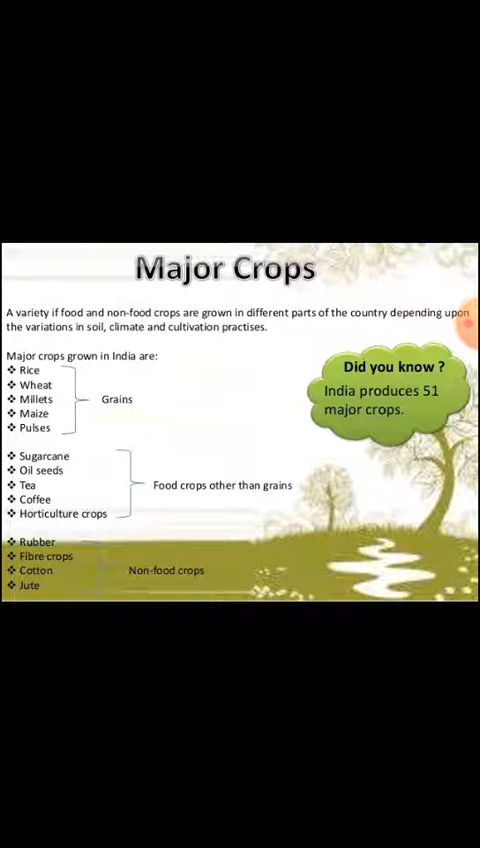 Major Crops
A variety if food and non-food crops are grown in different parts of the country depending upon
the variations in soil, climate and cultivation practises.
Major crops grown in India are:
❖ Rice
❖ Wheat
❖ Millets
❖ Maize
❖ Pulses
Grains
❖ Sugarcane
❖ Oil seeds
❖ Tea
❖ Coffee
❖ Horticulture crops
Food crops other than grains
❖ Rubber
❖ Fibre crops
❖ Cotton
❖ Jute
Non-food crops
Did you know ?
India produces 51
major crops.